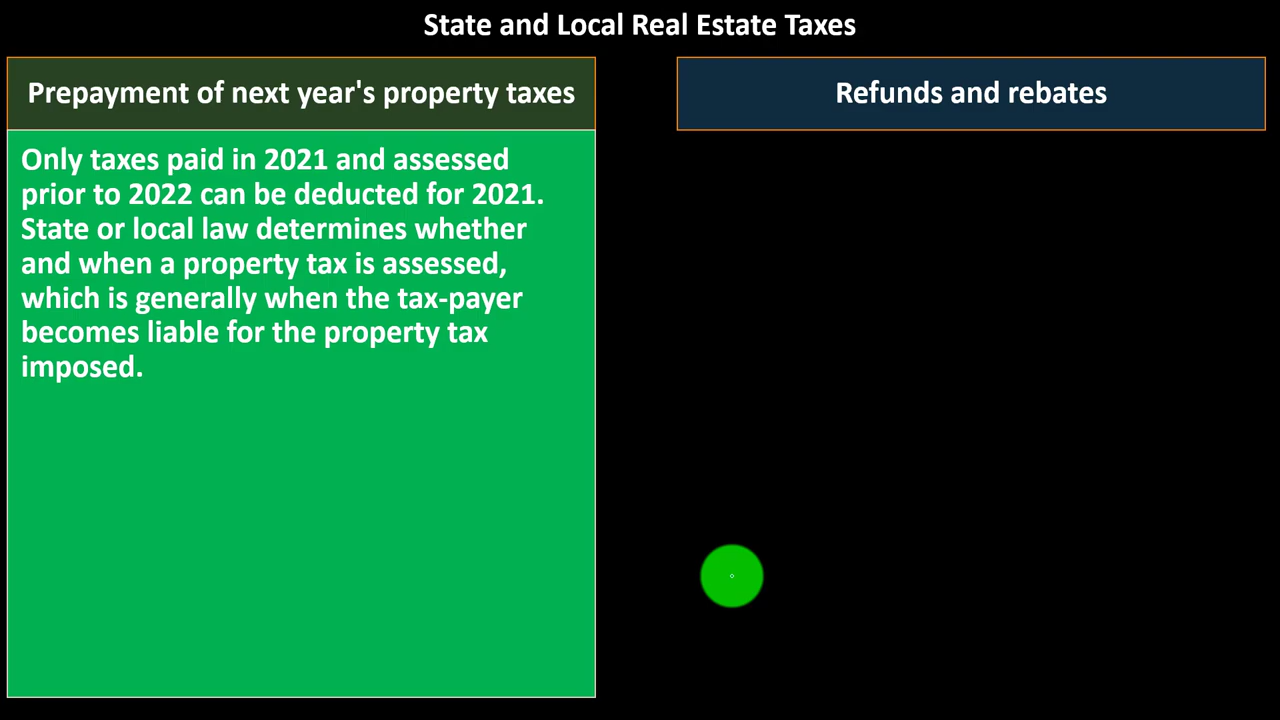 State and Local Real Estate Taxes
Prepayment of next year's property taxes
Only taxes paid in 2021 and assessed
prior to 2022 can be deducted for 2021.
State or local law determines whether
and when a property tax is assessed,
which is generally when the tax-payer
becomes liable for the property tax
imposed.
Refunds and rebates